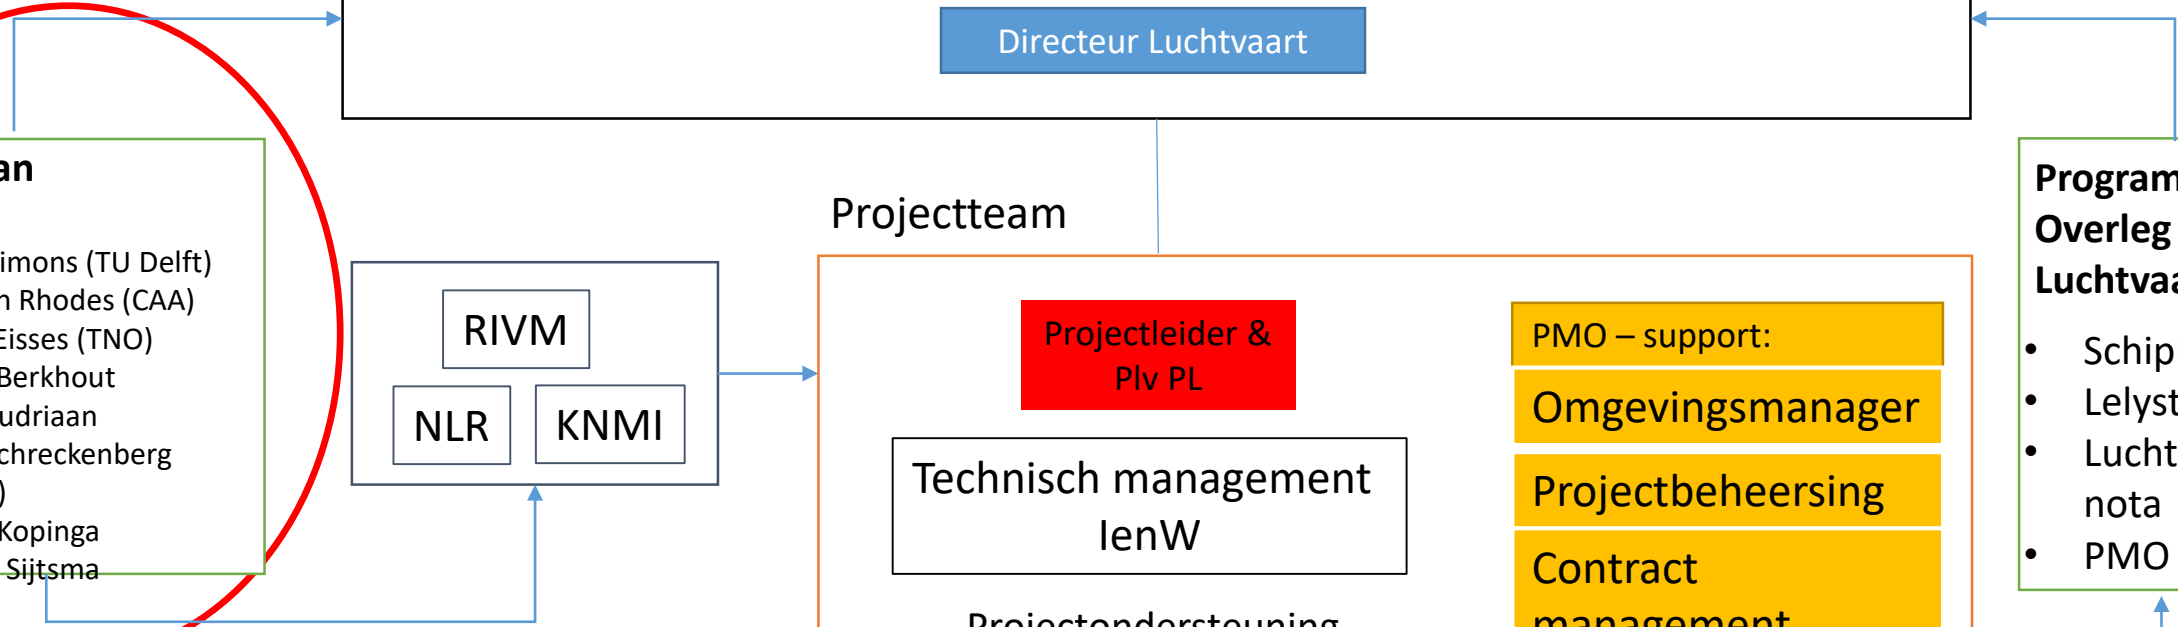 Directeur Luchtvaart
an
imons (TU Delft)
n Rhodes (CAA)
Eisses (TNO)
Berkhout
udriaan
chreckenberg
)
Kopinga
Sijtsma
RIVM
NLR
KNMI
Projectteam
Projectleider &
Plv PL
Technisch management
IenW
Projectondersteuning
PMO – support:
Omgevingsmanager
Projectbeheersing
Contract
management
Program
Overleg
Luchtvaa
• Schip
• Lelyst
• Lucht
nota
• PMO